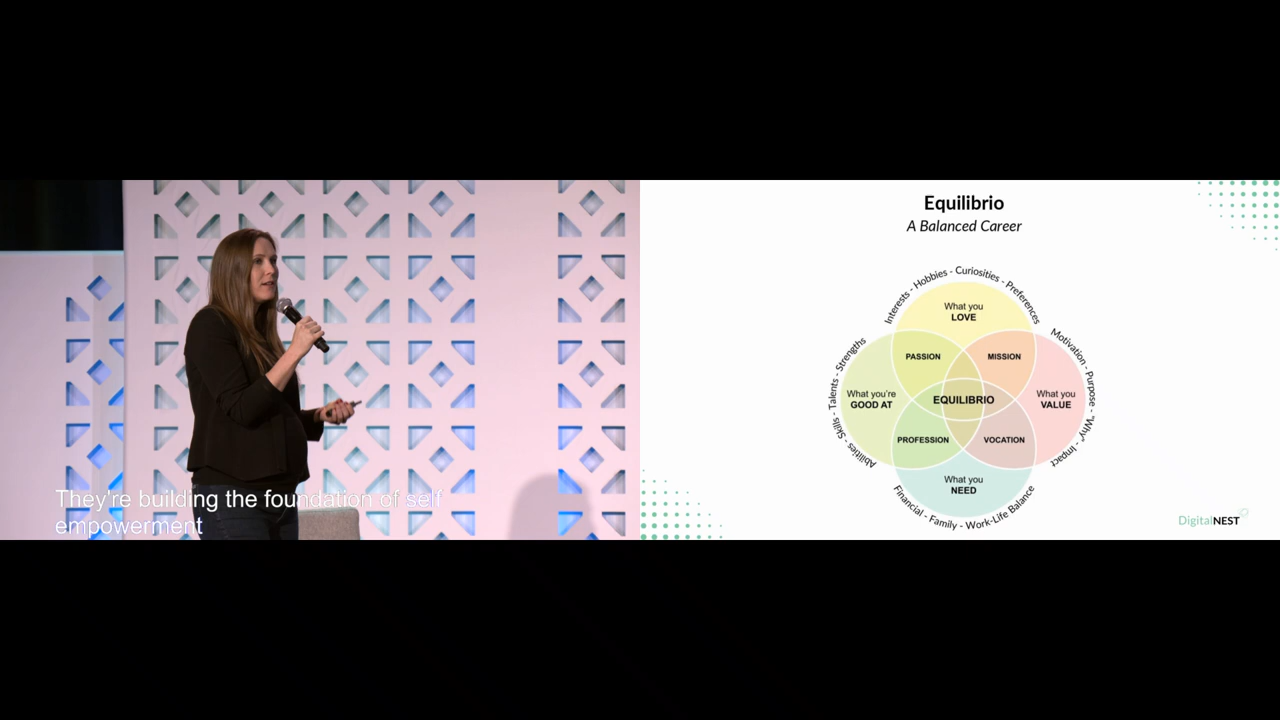 They're building the foundation of self
empowerment
Equilibrio
A Balanced Career
Interests - Hobbies - Curiosities - Preferences
What you
LOVE
Motivation - Purpose - "Why" - Impact
Abilities - Skills - Talents - Strengths
PASSION
MISSION
What you're
GOOD AT
EQUILIBRIO
What you
VALUE
PROFESSION
VOCATION
What you
NEED
Financial - Family - Work-Life Balance
DigitalNEST